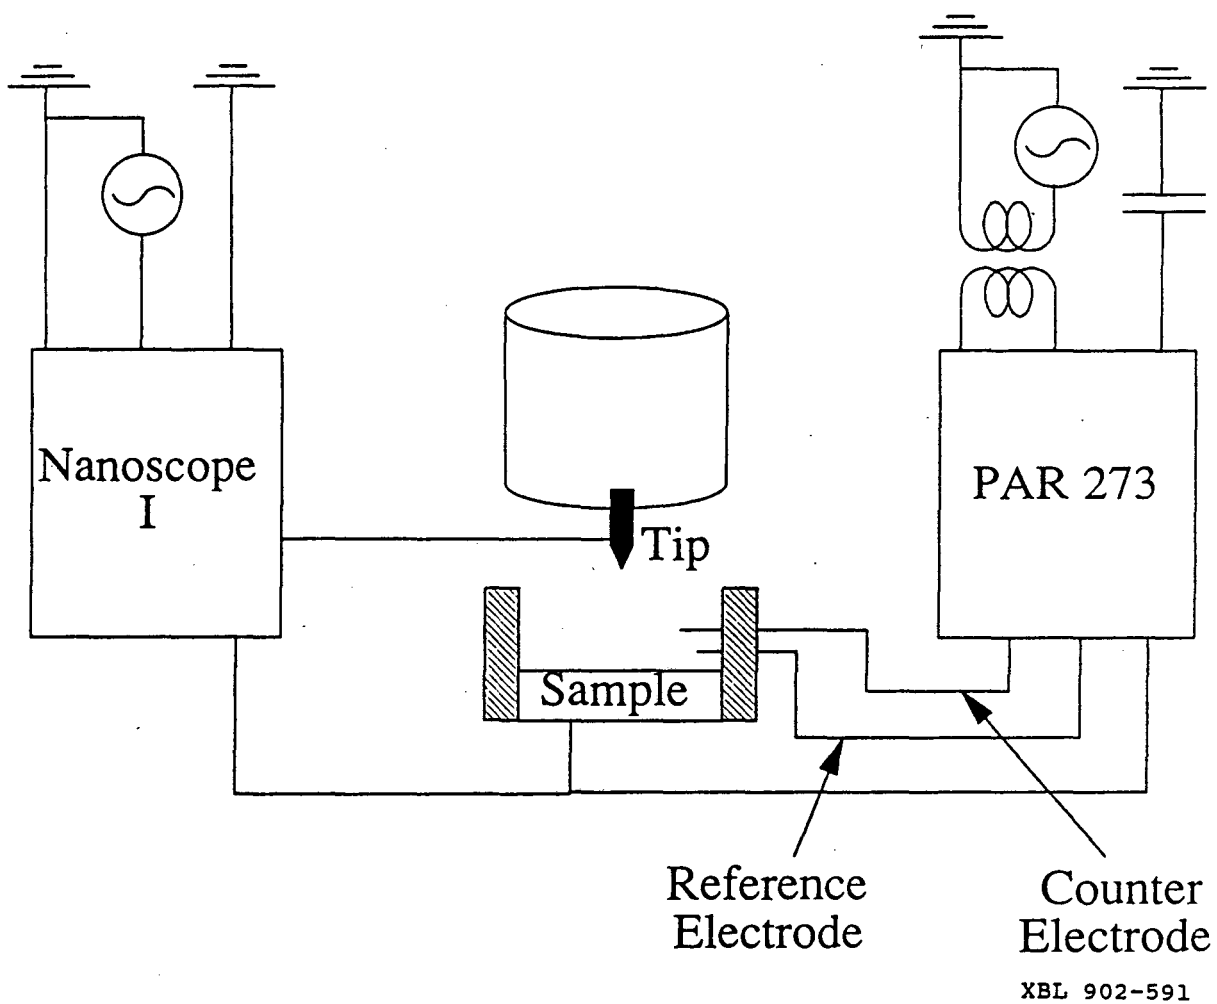 Nanoscope
I
PAR 273
Tip
Sample
Reference
Electrode
Counter
Electrode
XBL 902-591